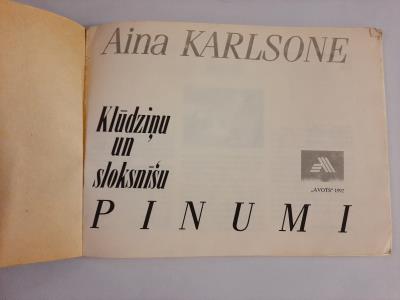 Aina KARLSONE
Klūdziņu
un
sloksnīšu
„AVOTS“ 1992
PINUMI